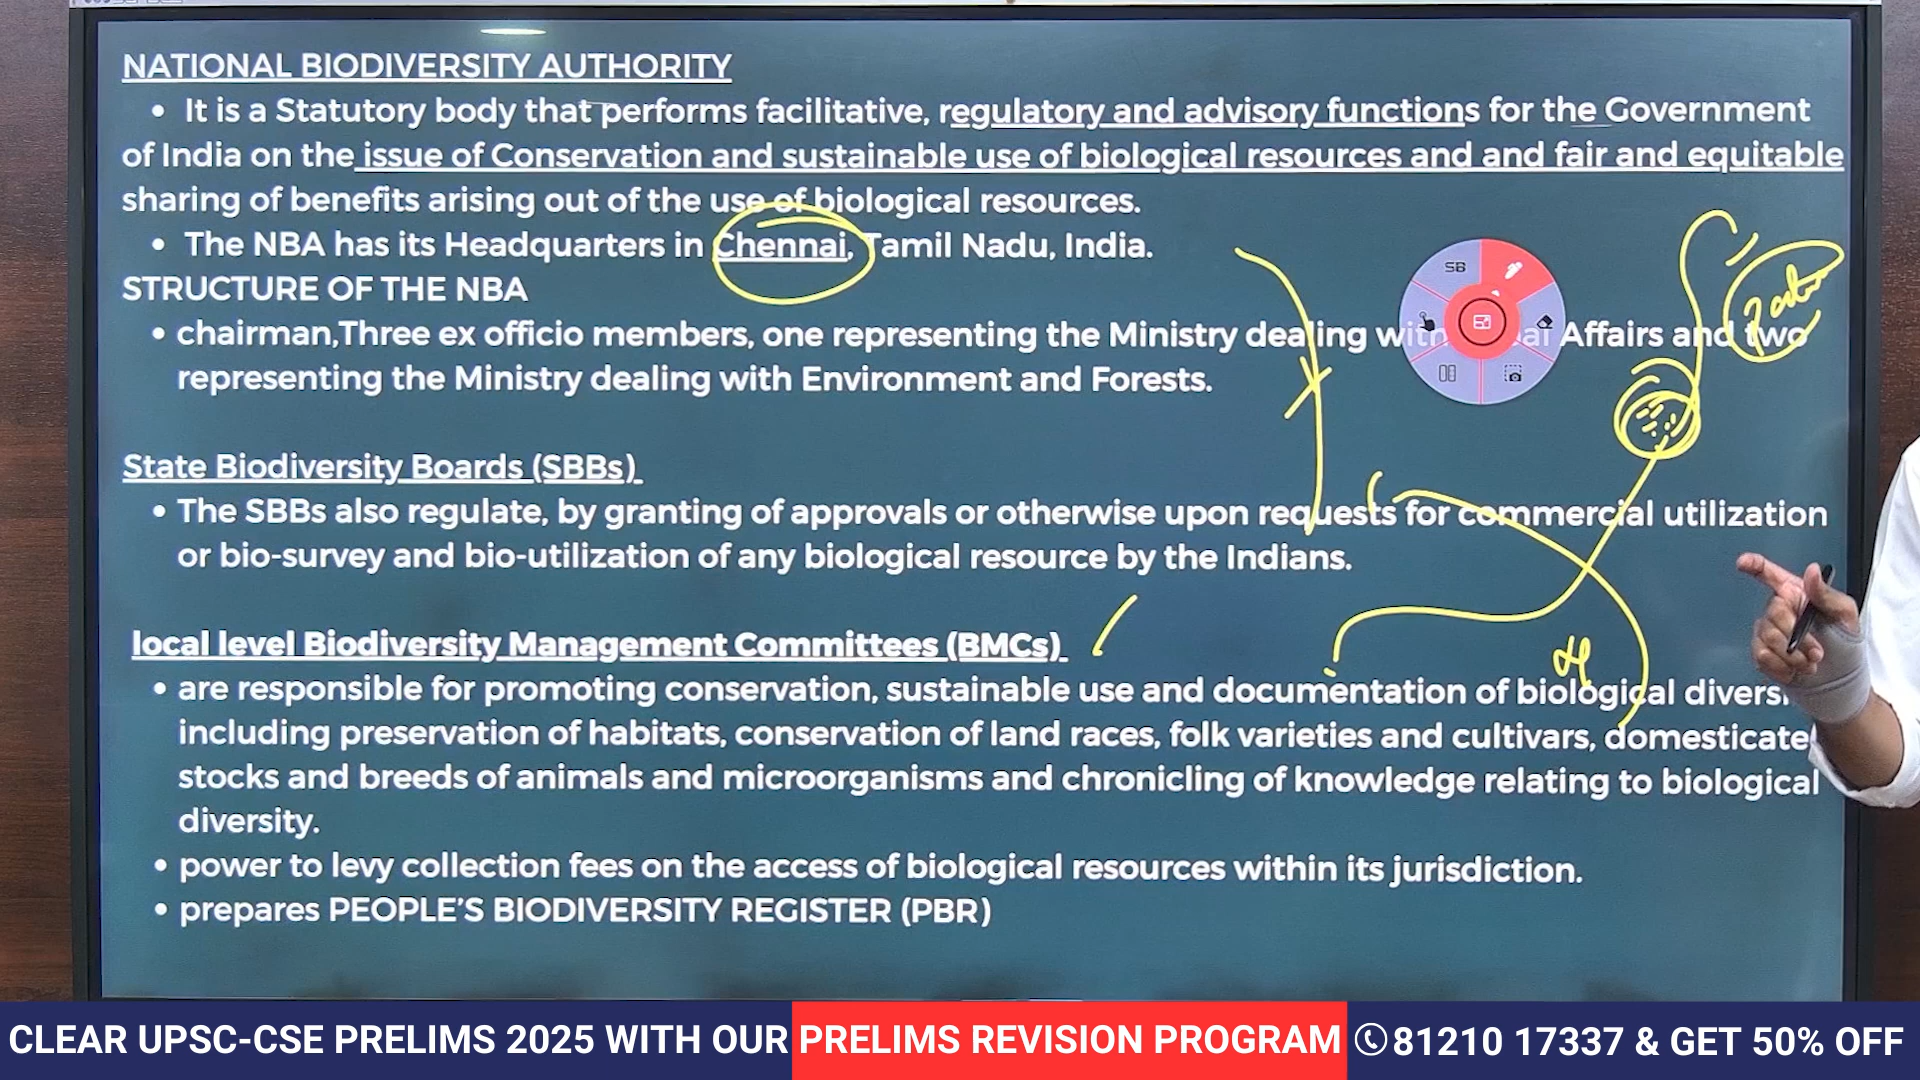 NATIONAL BIODIVERSITY AUTHORITY
• It is a Statutory body that performs facilitative, regulatory and advisory functions for the Government
of India on the issue of Conservation and sustainable use of biological resources and and fair and equitable
sharing of benefits arising out of the use of biological resources.
• The NBA has its Headquarters in Chennai, Tamil Nadu, India.
STRUCTURE OF THE NBA
SB
• chairman,Three ex officio members, one representing the Ministry dealing with Affairs and two
representing the Ministry dealing with Environment and Forests.
State Biodiversity Boards (SBBs)
• The SBBs also regulate, by granting of approvals or otherwise upon requests for commercial utilization
or bio-survey and bio-utilization of any biological resource by the Indians.
local level Biodiversity Management Committees (BMCs)
• are responsible for promoting conservation, sustainable use and documentation of biological
including preservation of habitats, conservation of land races, folk varieties and cultivars,
stocks and breeds of animals and microorganisms and chronicling of knowledge relating to biological
diversity.
• power to levy collection fees on the access of biological resources within its jurisdiction.
• prepares PEOPLE'S BIODIVERSITY REGISTER (PBR)
CLEAR UPSC-CSE PRELIMS 2025 WITH OUR PRELIMS REVISION PROGRAM 81210 17337 & GET 50% OFF